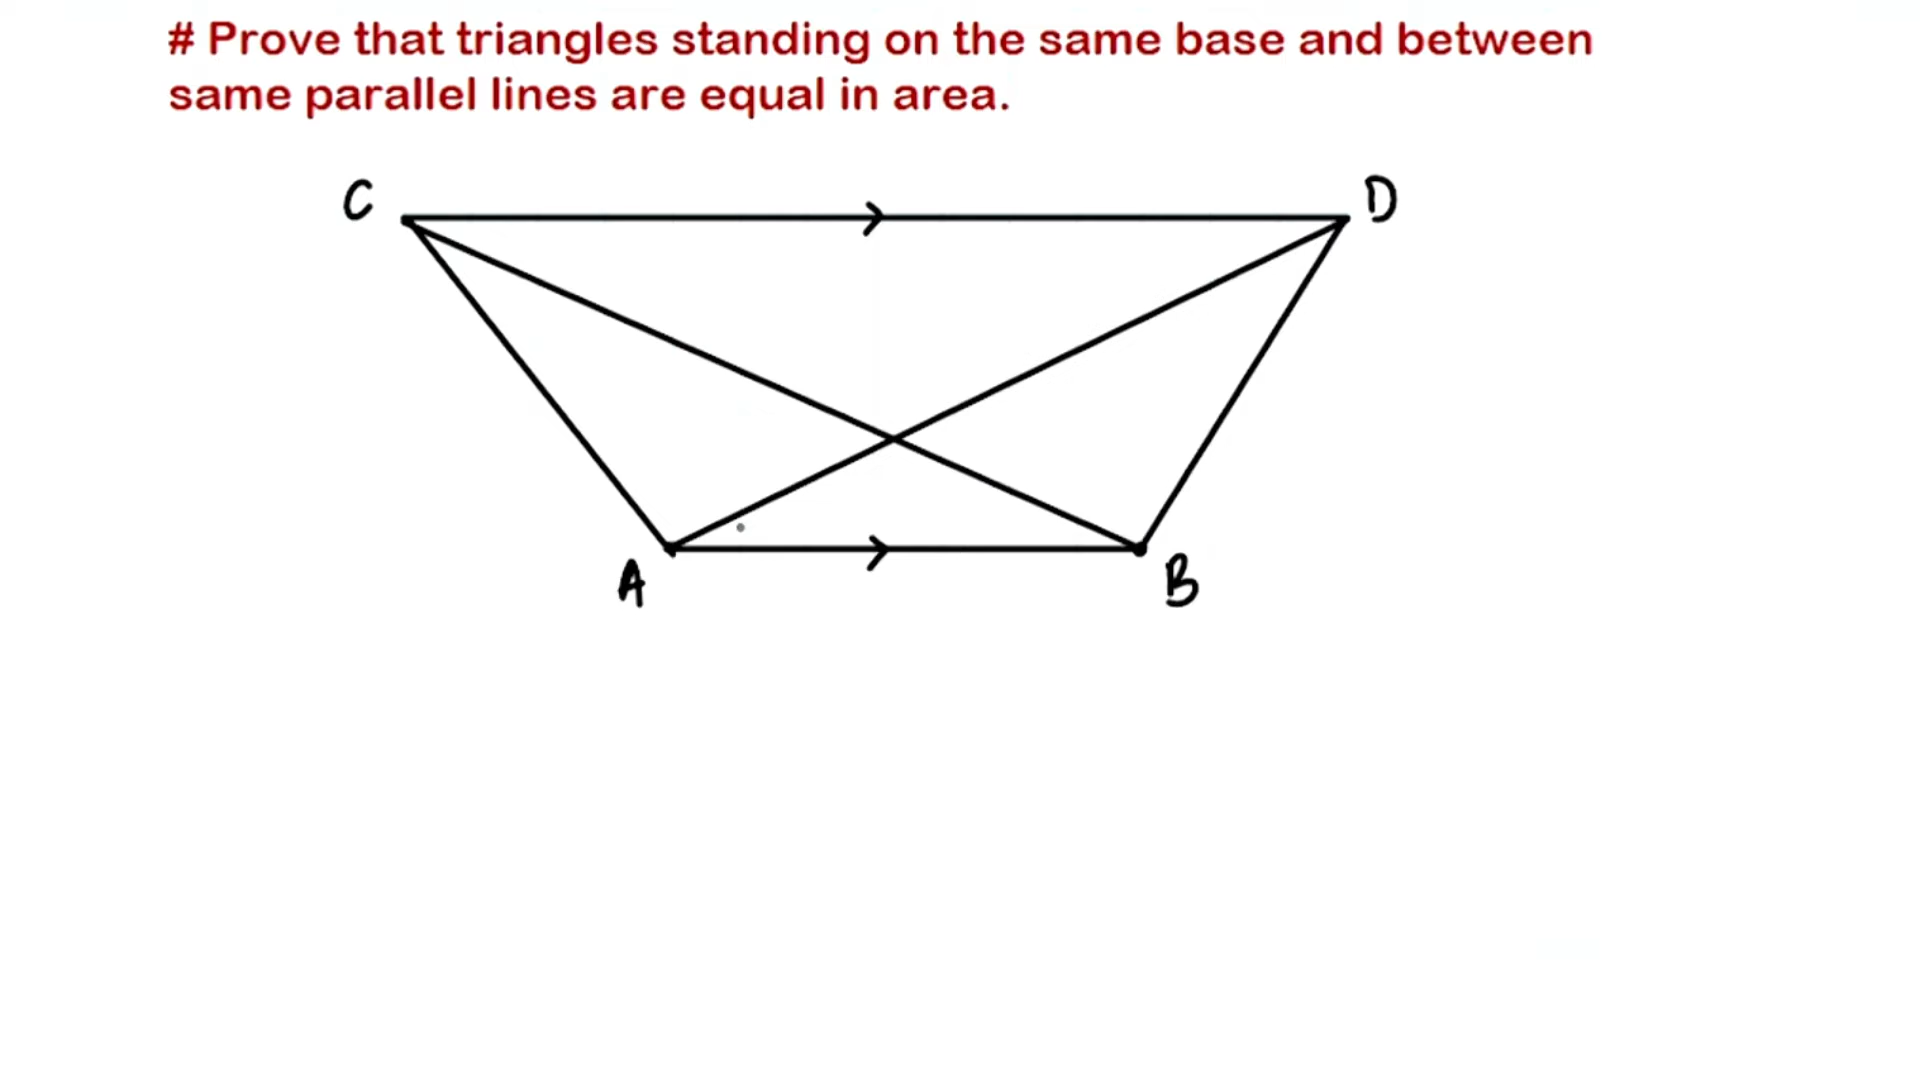 # Prove that triangles standing on the same base and between
same parallel lines are equal in area.
C
D
A
B